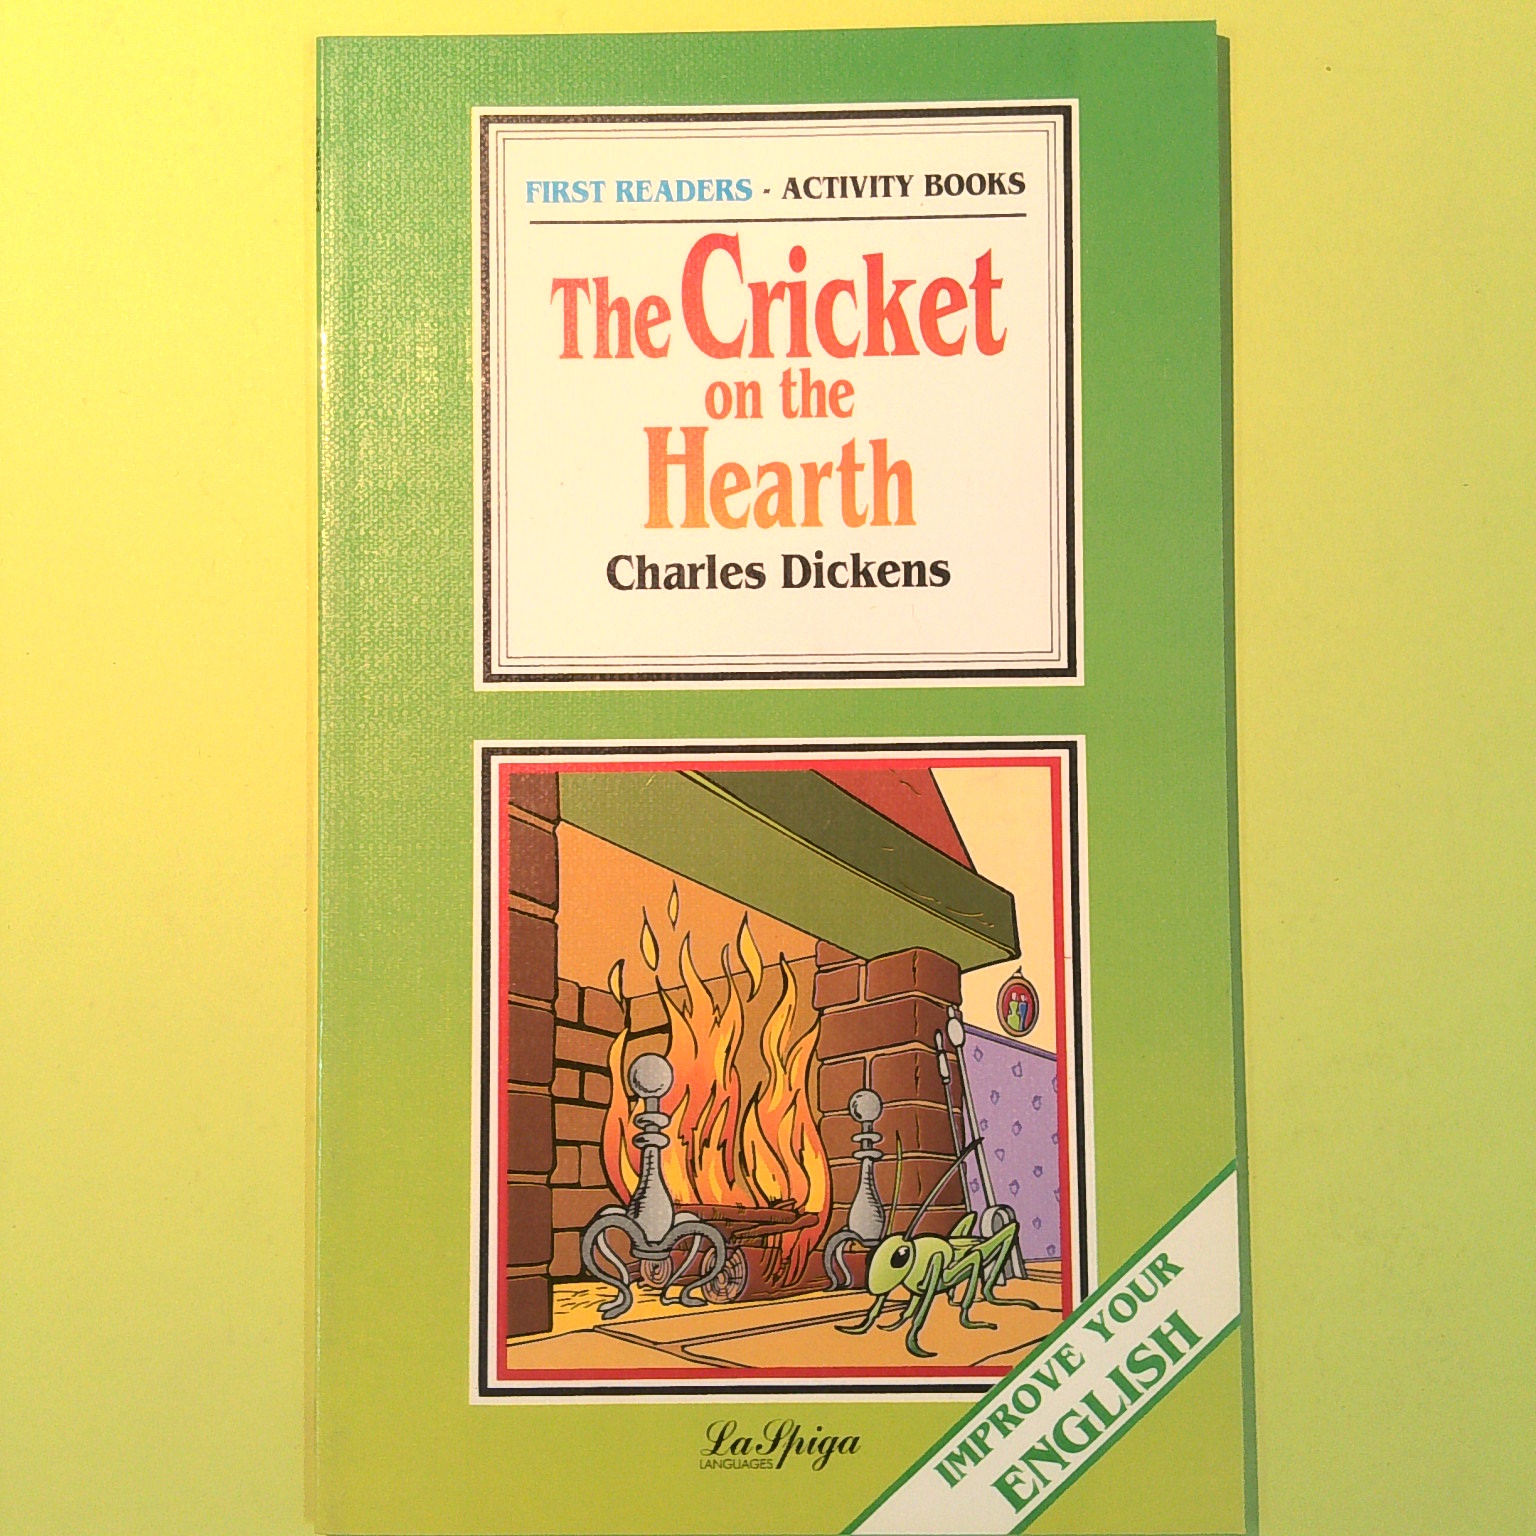 FIRST READERS - ACTIVITY BOOKS
The Cricket
on the
Hearth
Charles Dickens
IMPROVE YOUR
ENGLISH
La Spiga
LANGUAGES